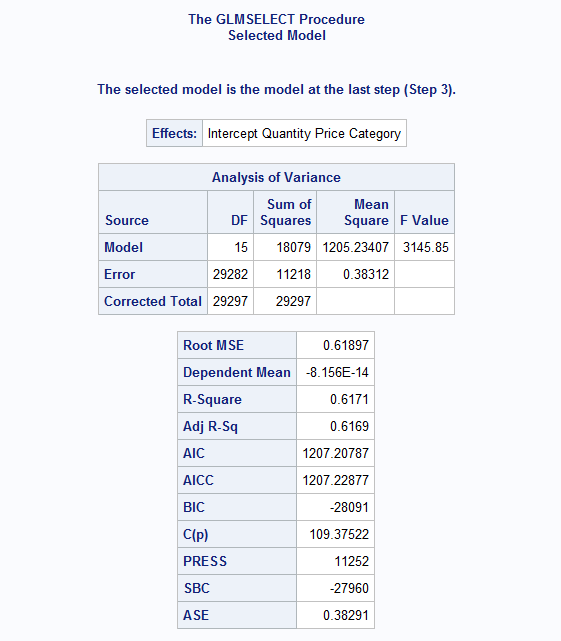 The GLMSELECT Procedure
Selected Model
The selected model is the model at the last step (Step 3).
Effects: Intercept Quantity Price Category
Analysis of Variance
Source DF Sum of Squares Mean Square F Value
Model 15 18079 1205.23407 3145.85
Error 29282 11218 0.38312
Corrected Total 29297 29297
Root MSE 0.61897
Dependent Mean -8.156E-14
R-Square 0.6171
Adj R-Sq 0.6169
AIC 1207.20787
AICC 1207.22877
BIC -28091
C(p) 109.37522
PRESS 11252
SBC -27960
ASE 0.38291